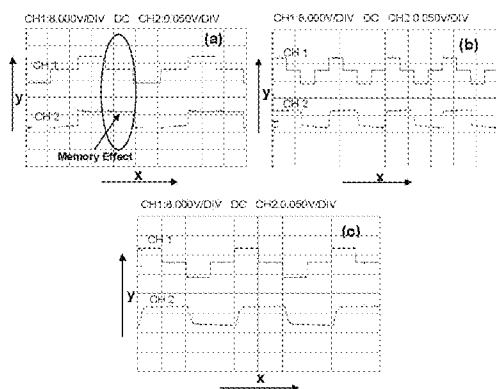 CH1:8.000V/DIV DC CH2:0.050V/DIV
(a)
CH 1
y
CH 2
Memory Effect
x
CH1:8.000V/DIV DC CH2:0.050V/DIV
(b)
CH 1
y
CH 2
x
CH1:8.000V/DIV DC CH2:0.050V/DIV
(c)
CH 1
y
CH 2
x